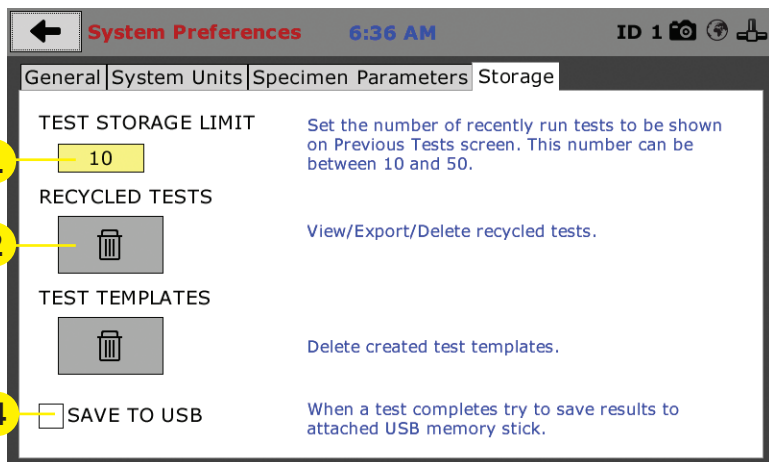 System Preferences 6:36 AM ID 1
General System Units Specimen Parameters Storage
TEST STORAGE LIMIT
Set the number of recently run tests to be shown
on Previous Tests screen. This number can be
between 10 and 50.
1 10
RECYCLED TESTS
2
View/Export/Delete recycled tests.
TEST TEMPLATES
Delete created test templates.
4 SAVE TO USB
When a test completes try to save results to
attached USB memory stick.